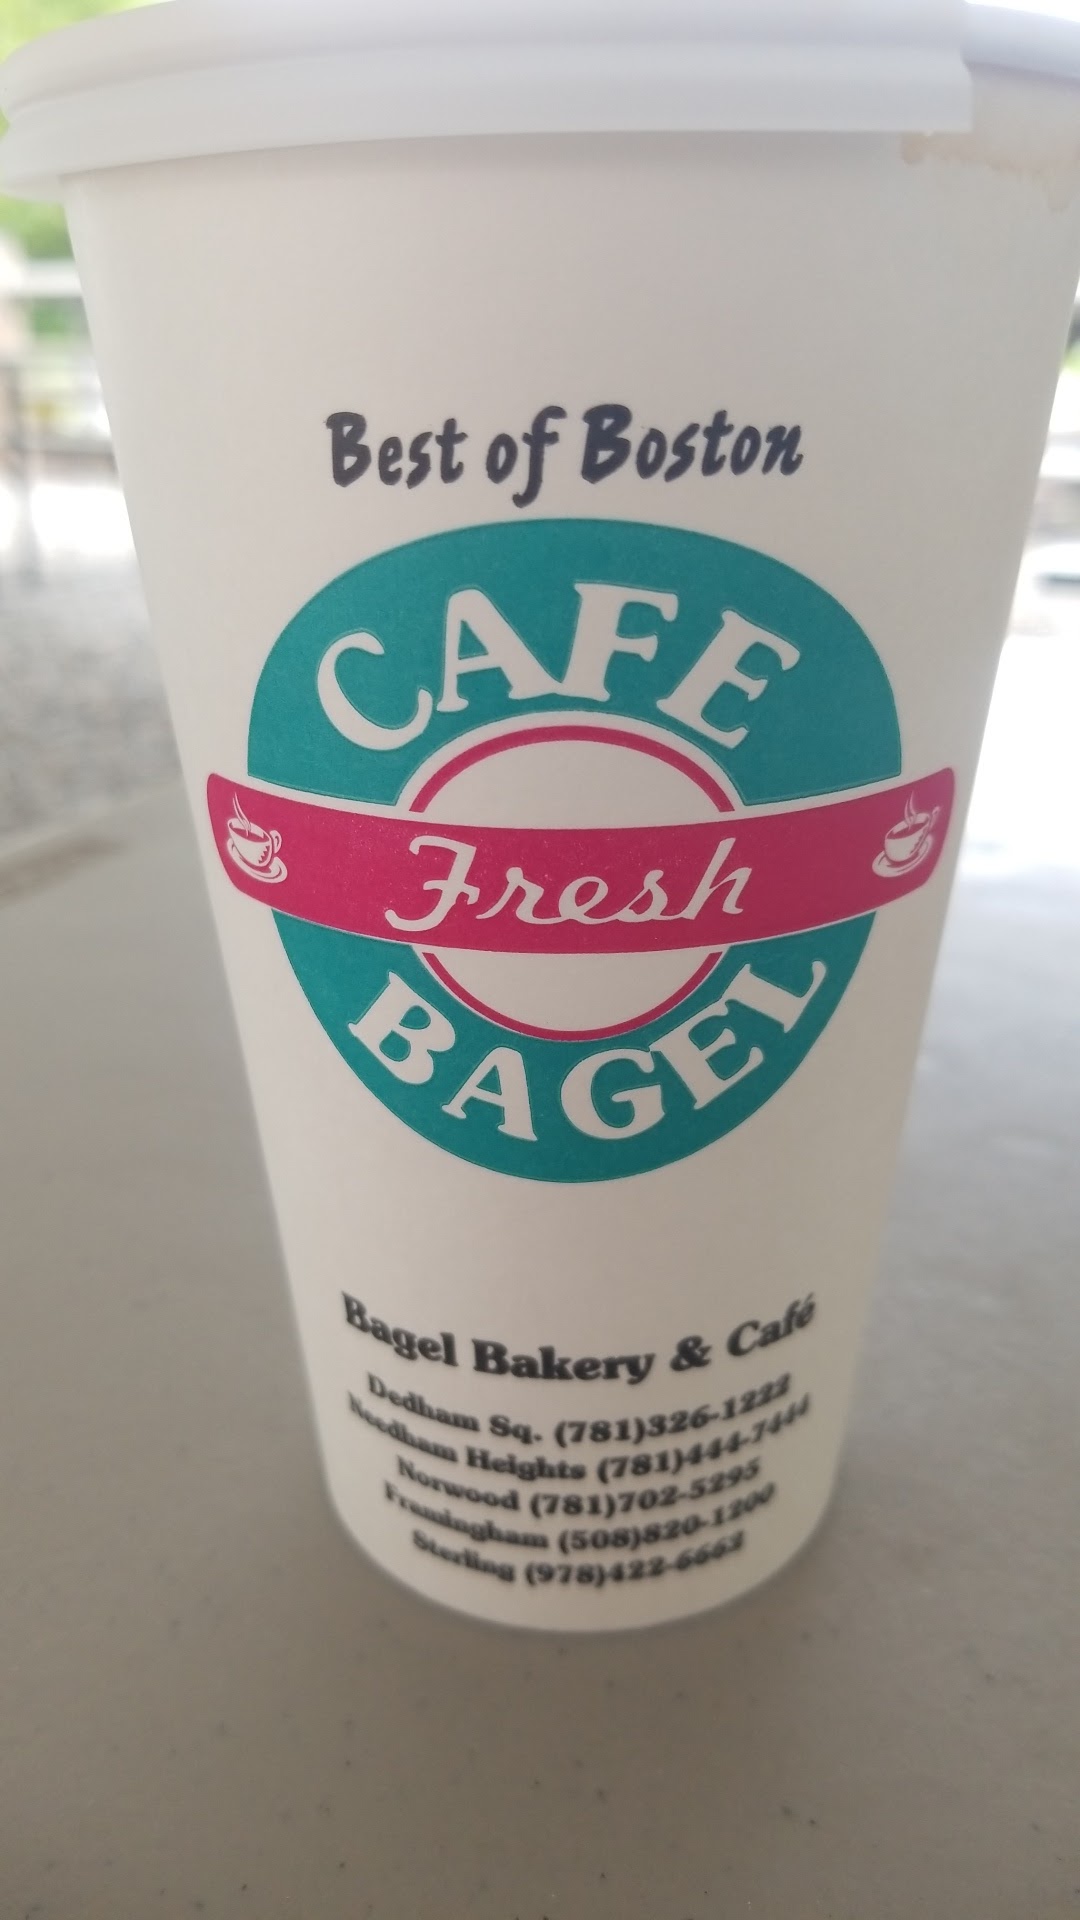 Best of Boston
CAFE
Fresh
BAGEL
Bagel Bakery & Café
Dedham Sq. (781)326-1222
Needham Heights (781)444-7444
Norwood (781)702-5295
Framingham (508)820-1200
Sterling (978)422-6662